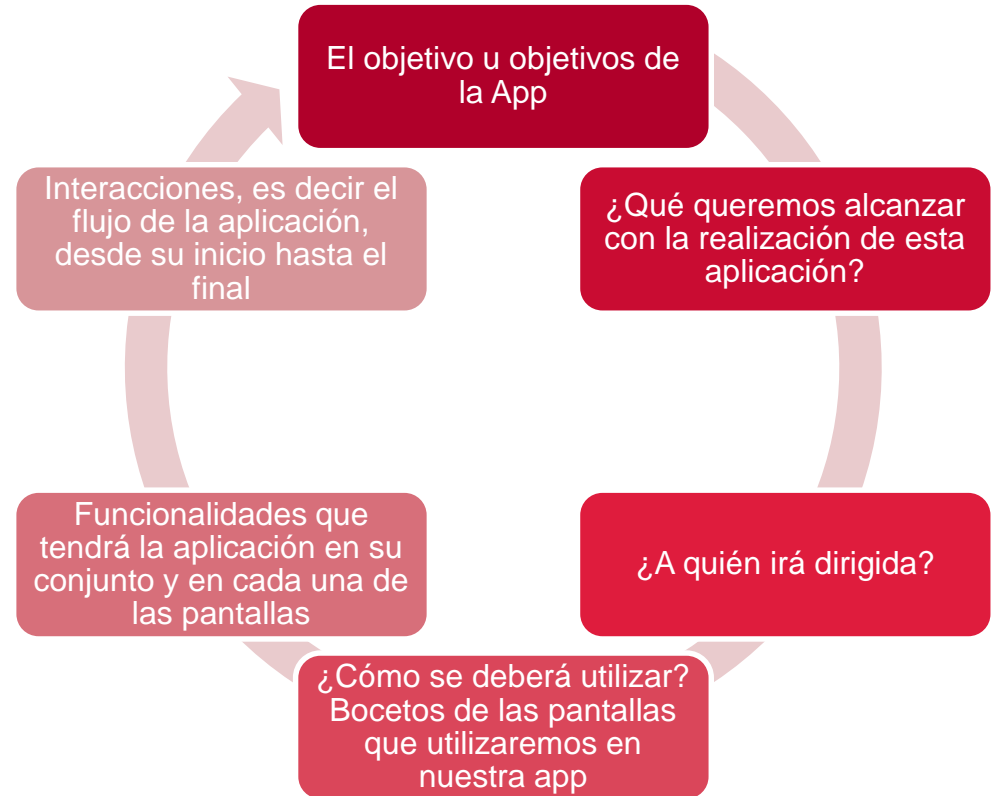 El objetivo u objetivos de
la App
¿Qué queremos alcanzar
con la realización de esta
aplicación?
¿A quién irá dirigida?
¿Cómo se deberá utilizar?
Bocetos de las pantallas
que utilizaremos en
nuestra app
Funcionalidades que
tendrá la aplicación en su
conjunto y en cada una de
las pantallas
Interacciones, es decir el
flujo de la aplicación,
desde su inicio hasta el
final